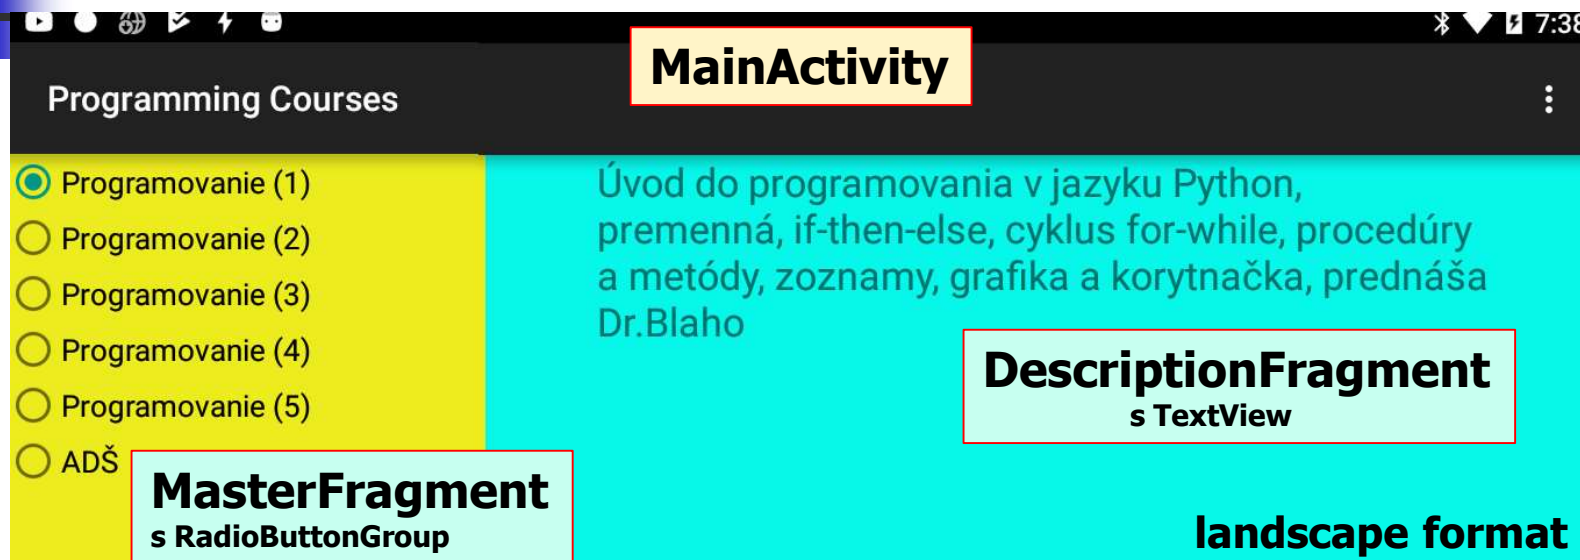 7:38
MainActivity
Programming Courses
Programovanie (1)
Programovanie (2)
Programovanie (3)
Programovanie (4)
Programovanie (5)
ADŠ
Úvod do programovania v jazyku Python,
premenná, if-then-else, cyklus for-while, procedúry
a metódy, zoznamy, grafika a korytnačka, prednáša
Dr.Blaho
DescriptionFragment
s TextView
MasterFragment
s RadioButtonGroup
landscape format